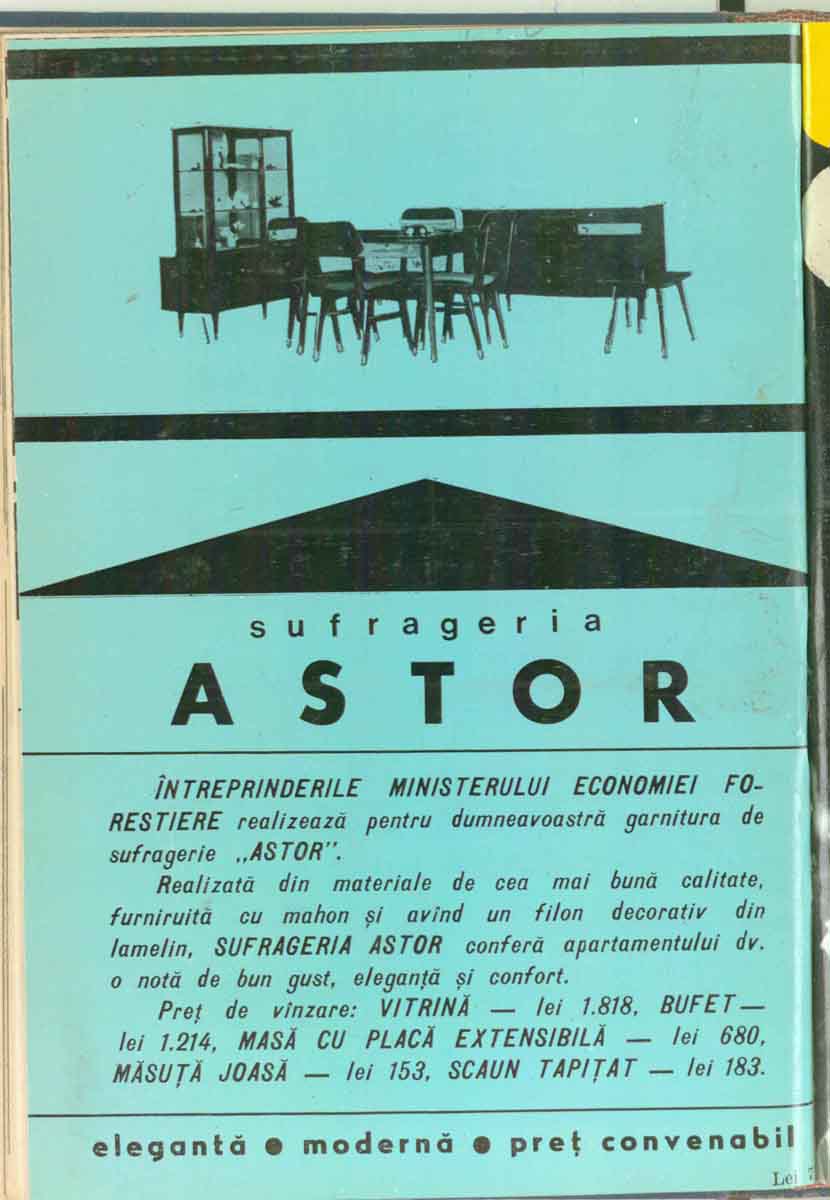 sufrageria
ASTOR
ÎNTREPRINDERILE MINISTERULUI ECONOMIEI FO-
RESTIERE realizează pentru dumneavoastră garnitura de
sufragerie „ASTOR”.
Realizată din materiale de cea mai bună calitate,
furniruită cu mahon și avînd un filon decorativ din
lamelin, SUFRAGERIA ASTOR conferă apartamentului dv.
o notă de bun gust, eleganță și confort.
Preț de vînzare: VITRINĂ — lei 1.818, BUFET —
lei 1.214, MASĂ CU PLACĂ EXTENSIBILĂ — lei 680,
MĂSUȚĂ JOASĂ — lei 153, SCAUN TAPIȚAT — lei 183.
elegantă ● modernă ● preț convenabil
Lei